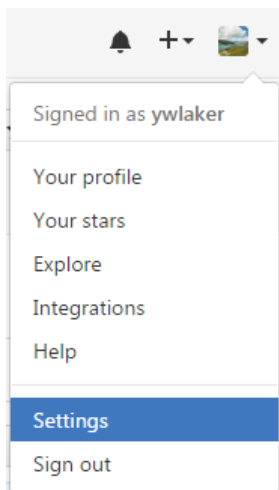 Signed in as ywlaker
Your profile
Your stars
Explore
Integrations
Help
Settings
Sign out